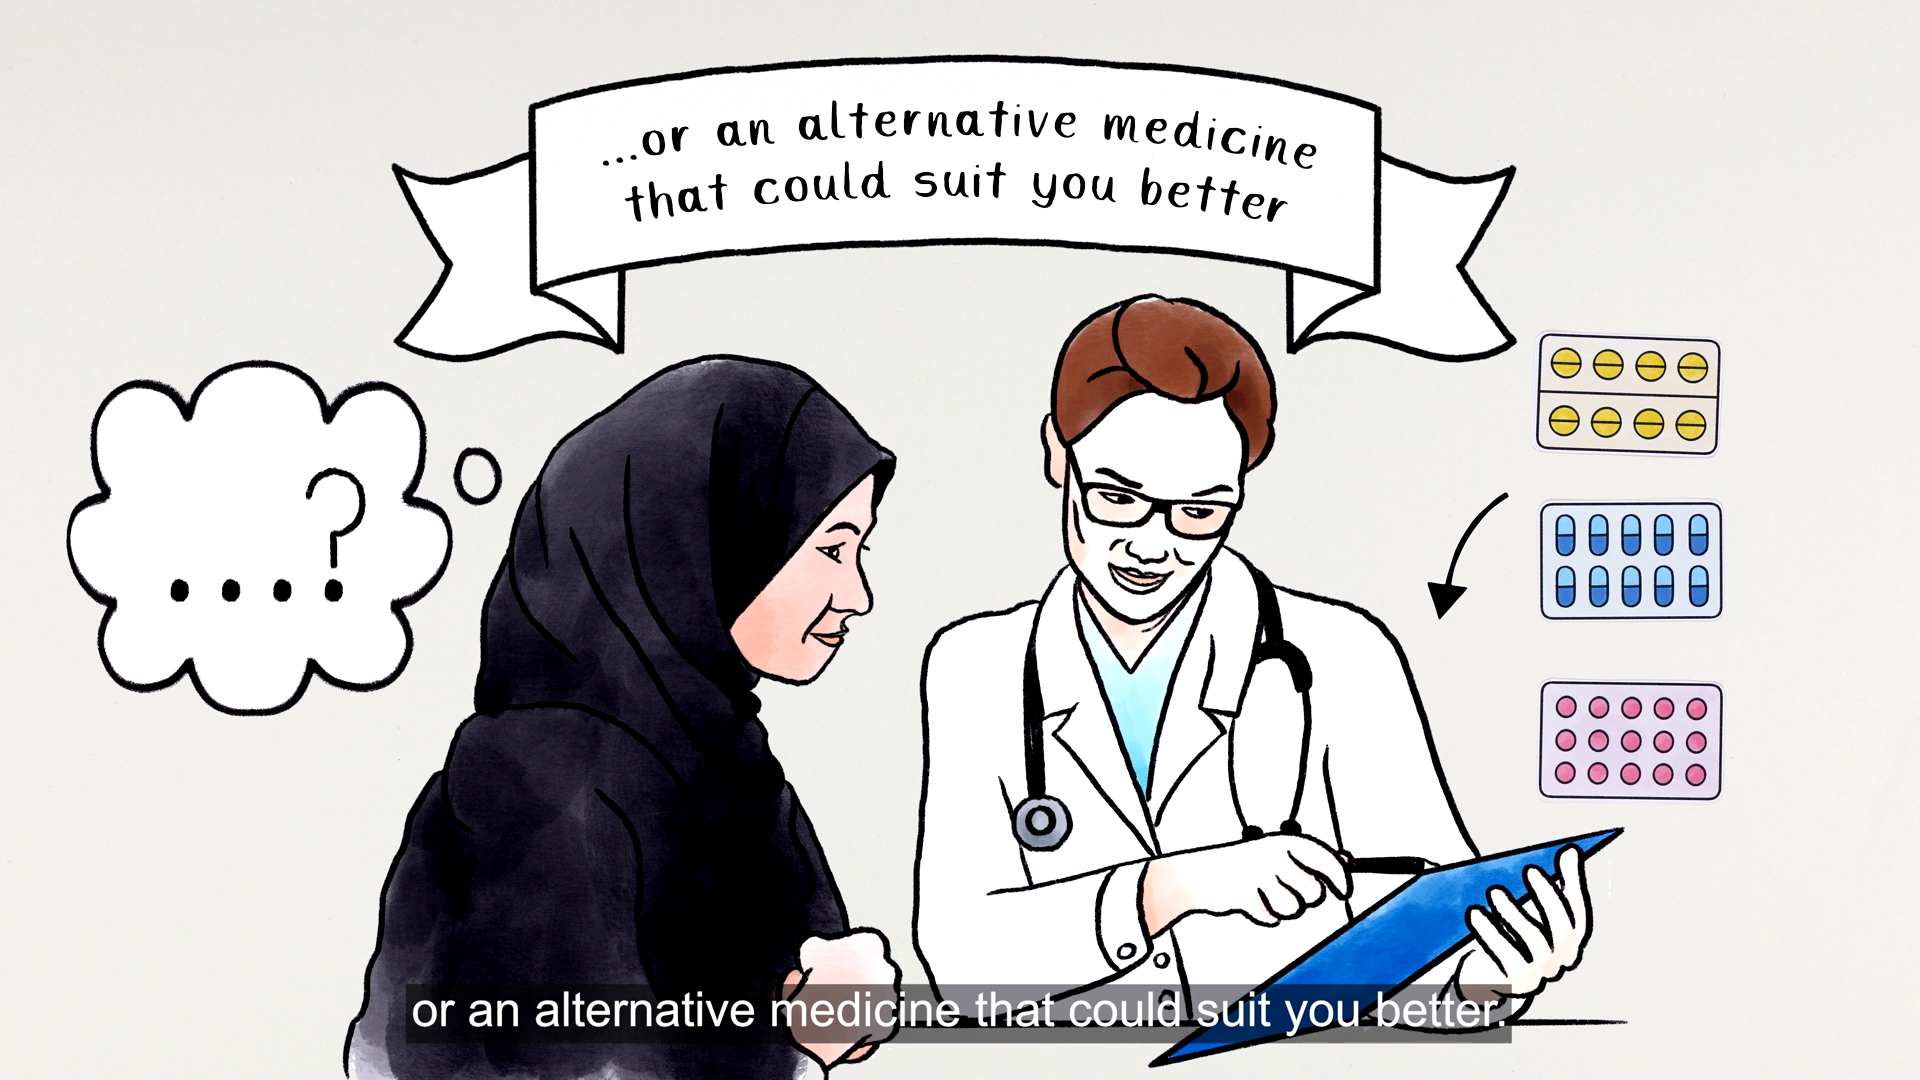 ...or an alternative medicine
that could suit you better
....?
or an alternative medicine that could suit you better.